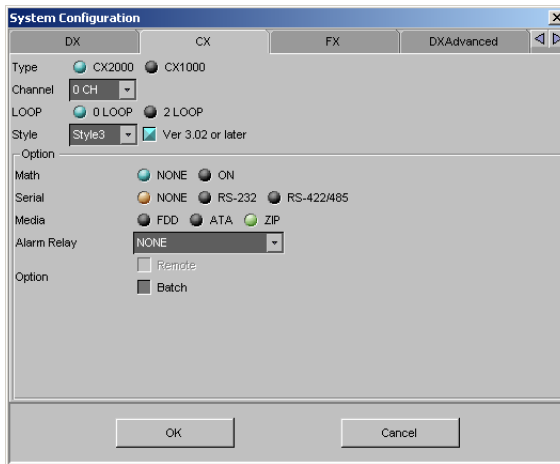 System Configuration
DX CX FX DXAdvanced
Type CX2000 CX1000
Channel 0 CH
LOOP 0 LOOP 2 LOOP
Style Style3 Ver 3.02 or later
Option
Math NONE ON
Serial NONE RS-232 RS-422/485
Media FDD ATA ZIP
Alarm Relay NONE
Remote
Option
Batch
OK Cancel